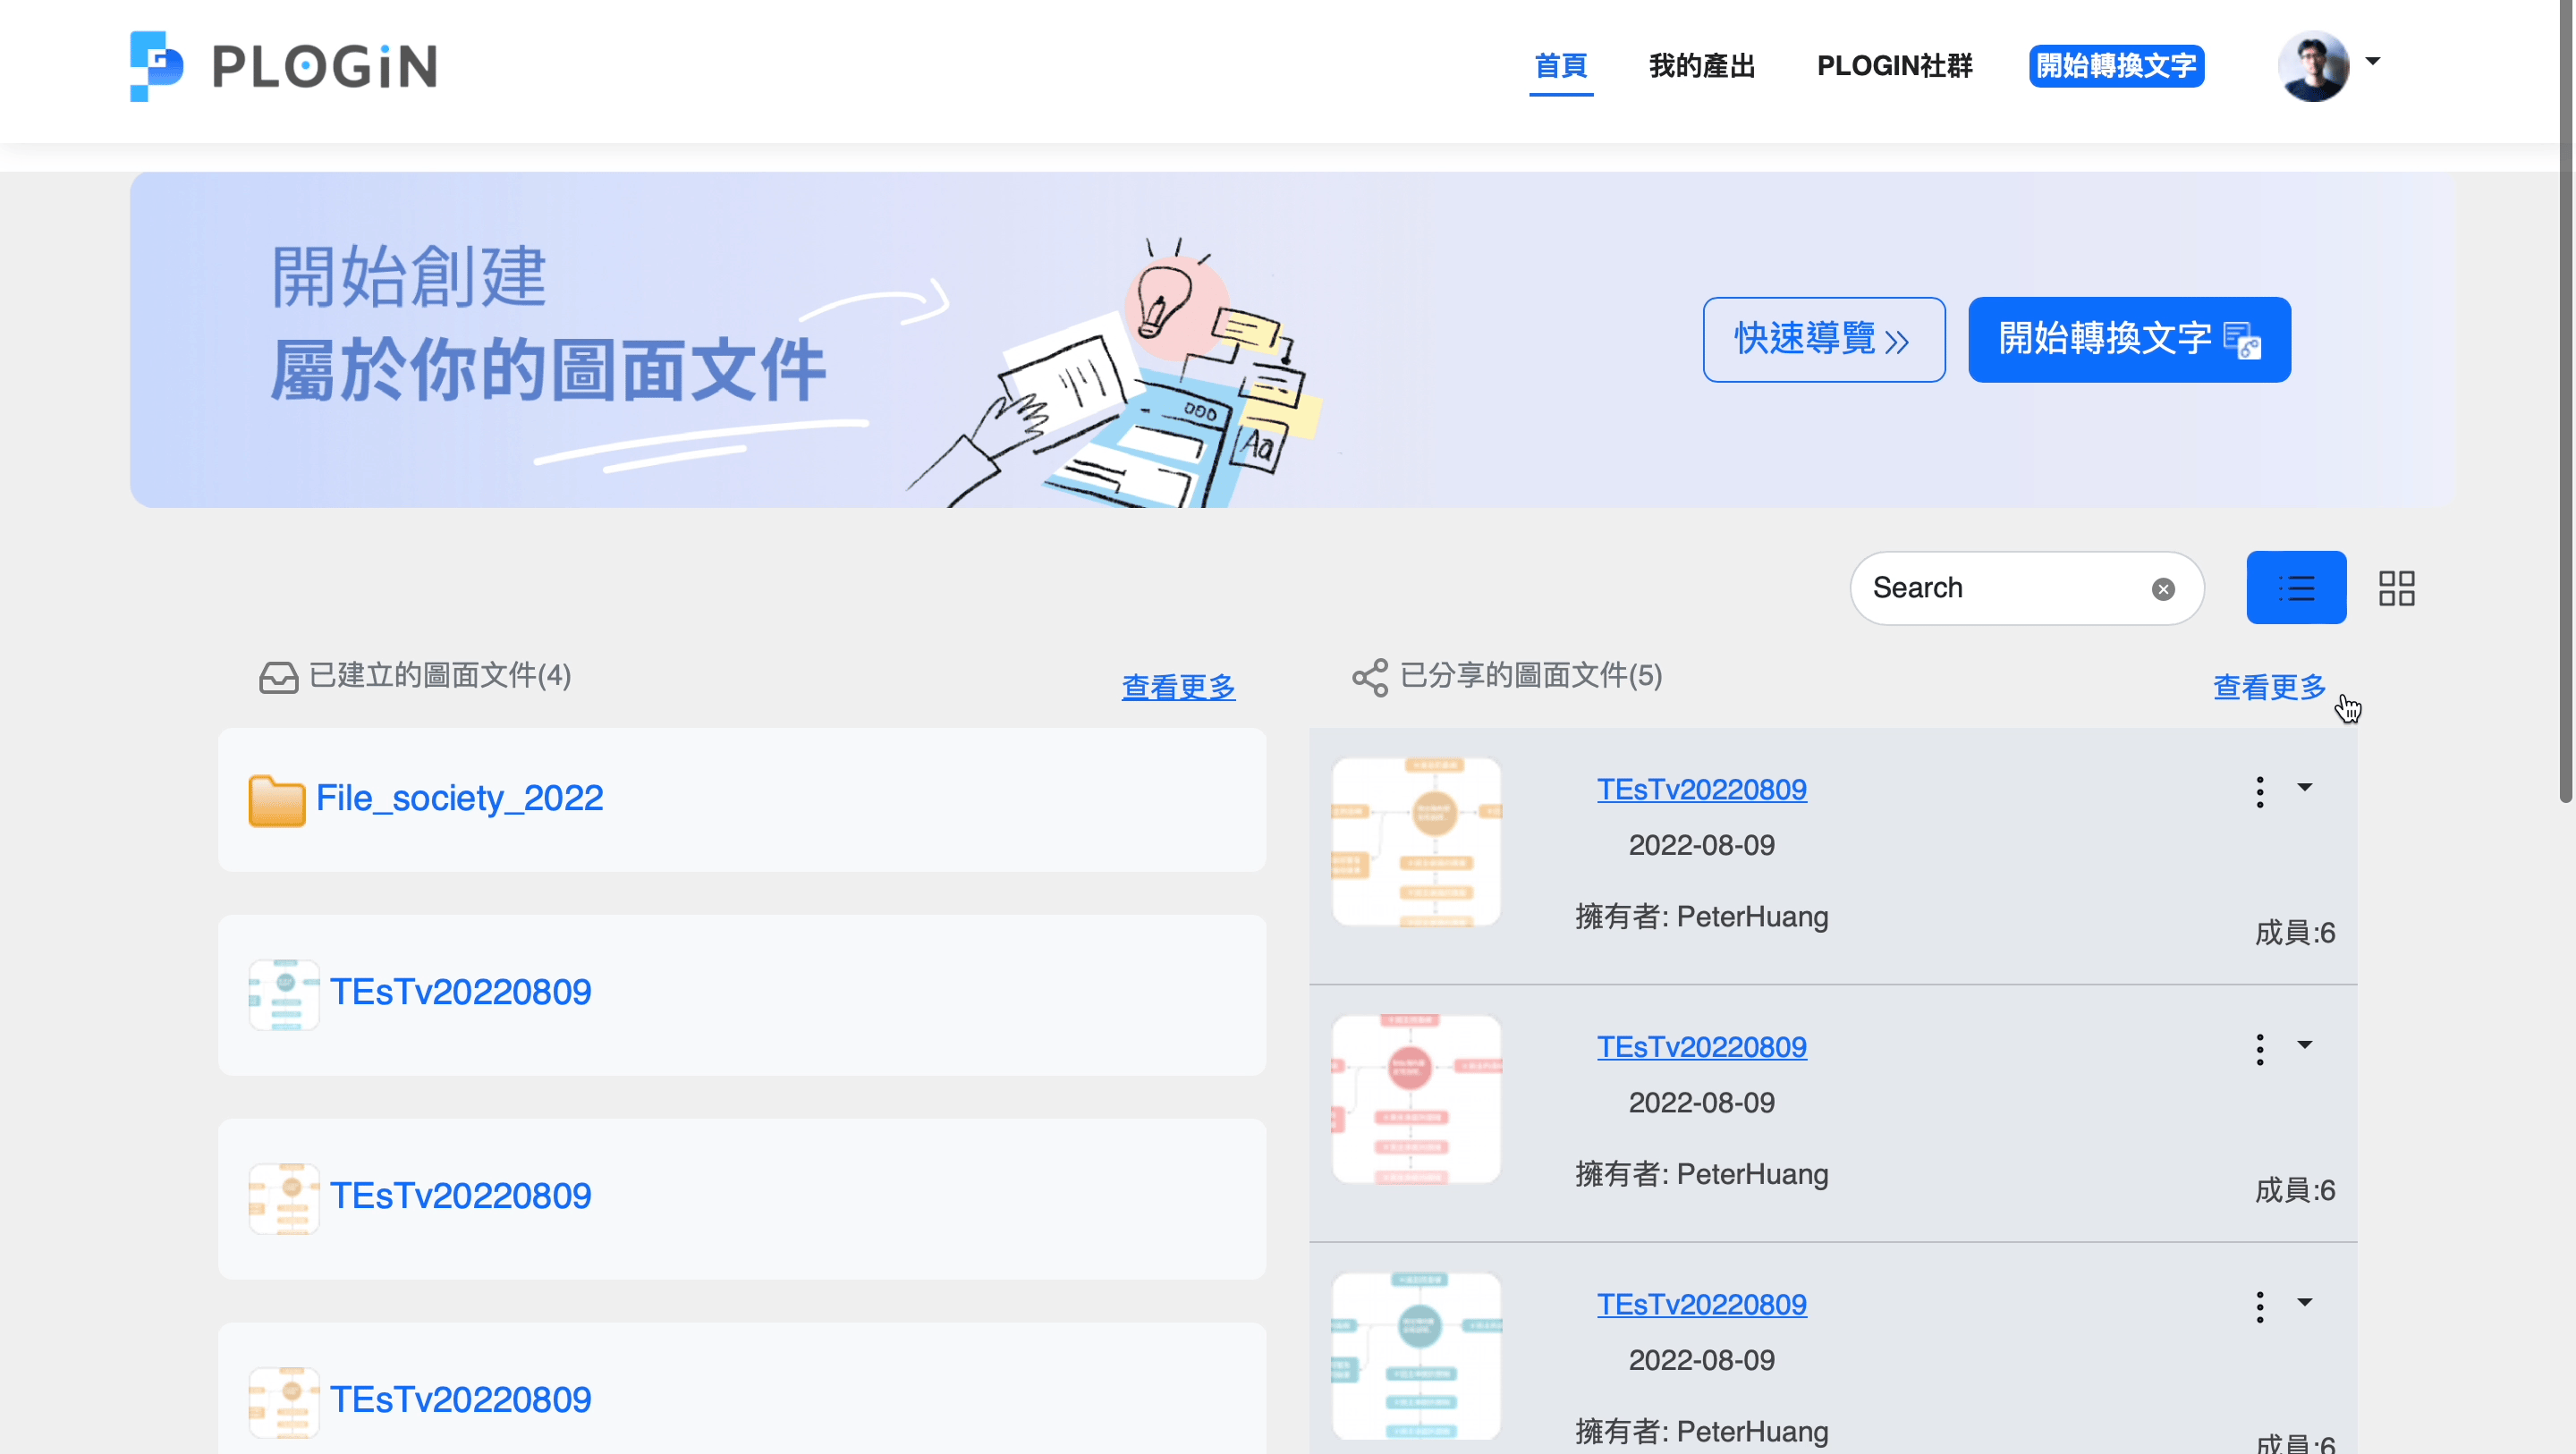 PLOGiN
首頁
我的產出
PLOGIN社群
開始轉換文字
開始創建
屬於你的圖面文件
Aa
快速導覽
開始轉換文字
Search
已建立的圖面文件(4)
查看更多
File_society_2022
TEsTv20220809
TEsTv20220809
TEsTv20220809
已分享的圖面文件(5)
查看更多
TEsTv20220809
2022-08-09
擁有者: PeterHuang
成員:6
TEsTv20220809
2022-08-09
擁有者: PeterHuang
成員:6
TEsTv20220809
2022-08-09
擁有者: PeterHuang
成員:6